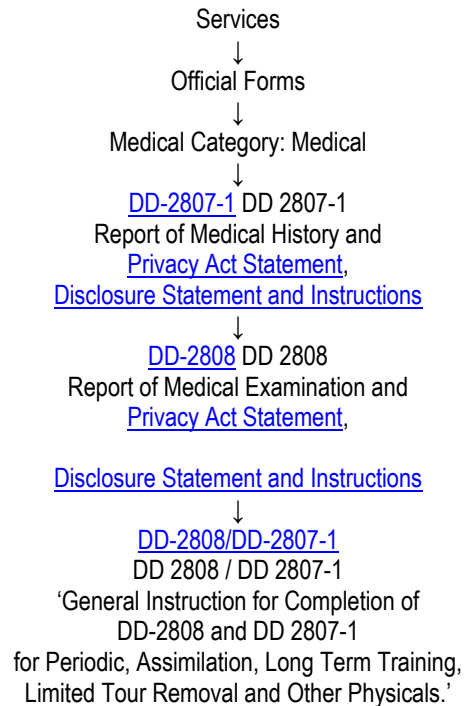 Services
↓
Official Forms
↓
Medical Category: Medical
↓
DD-2807-1 DD 2807-1
Report of Medical History and
Privacy Act Statement,
Disclosure Statement and Instructions
↓
DD-2808 DD 2808
Report of Medical Examination and
Privacy Act Statement,
Disclosure Statement and Instructions
↓
DD-2808/DD-2807-1
DD 2808 / DD 2807-1
‘General Instruction for Completion of
DD-2808 and DD 2807-1
for Periodic, Assimilation, Long Term Training,
Limited Tour Removal and Other Physicals.’